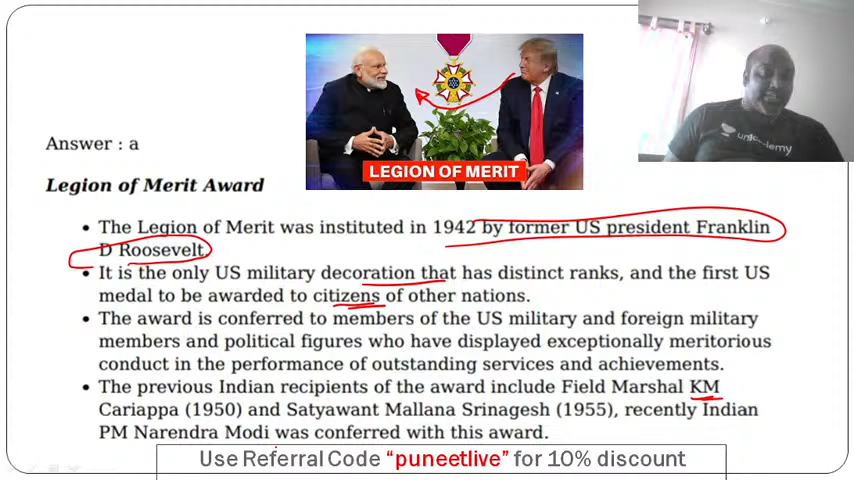 LEGION OF MERIT
Answer : a
Legion of Merit Award
• The Legion of Merit was instituted in 1942 by former US president Franklin
D Roosevelt.
• It is the only US military decoration that has distinct ranks, and the first US
medal to be awarded to citizens of other nations.
• The award is conferred to members of the US military and foreign military
members and political figures who have displayed exceptionally meritorious
conduct in the performance of outstanding services and achievements.
• The previous Indian recipients of the award include Field Marshal KM
Cariappa (1950) and Satyawant Mallana Srinagesh (1955), recently Indian
PM Narendra Modi was conferred with this award.
Use Referral Code “puneetlive” for 10% discount